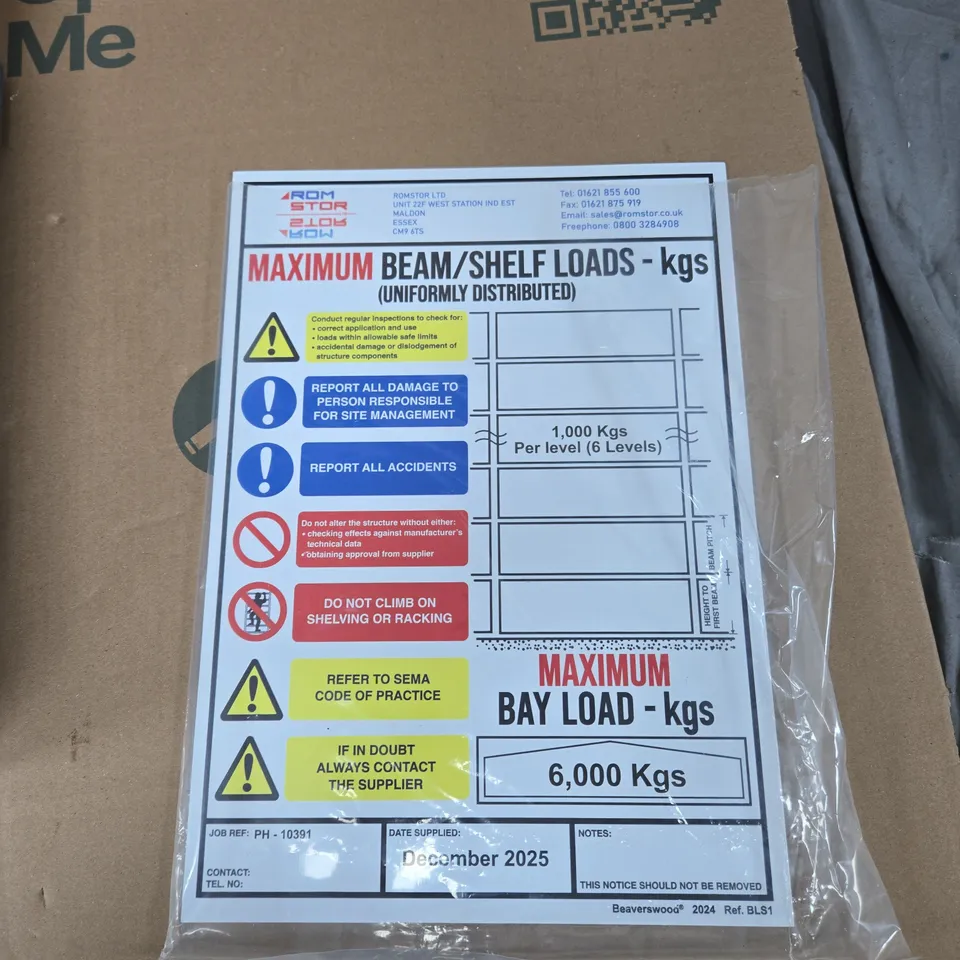 Me
ROM
STOR
ROMSTOR LTD
UNIT 22F WEST STATION IND EST
MALDON
ESSEX
CM9 6TS
Tel: 01621 855 600
Fax: 01621 875 919
Email: sales@romstor.co.uk
Freephone: 0800 3284908
MAXIMUM BEAM/SHELF LOADS - kgs
(UNIFORMLY DISTRIBUTED)
Conduct regular inspections to check for:
• correct application and use
• loads within allowable safe limits
• accidental damage or dislodgement of
structure components
REPORT ALL DAMAGE TO
PERSON RESPONSIBLE
FOR SITE MANAGEMENT
REPORT ALL ACCIDENTS
Do not alter the structure without either:
• checking effects against manufacturer's
technical data
• obtaining approval from supplier
DO NOT CLIMB ON
SHELVING OR RACKING
REFER TO SEMA
CODE OF PRACTICE
IF IN DOUBT
ALWAYS CONTACT
THE SUPPLIER
1,000 Kgs
Per level (6 Levels)
BEAM PITCH
HEIGHT TO
FIRST BEAM
MAXIMUM
BAY LOAD - kgs
6,000 Kgs
JOB REF: PH - 10391
CONTACT:
TEL. NO:
DATE SUPPLIED:
December 2025
NOTES:
THIS NOTICE SHOULD NOT BE REMOVED
Beaverswood® 2024 Ref. BLS1